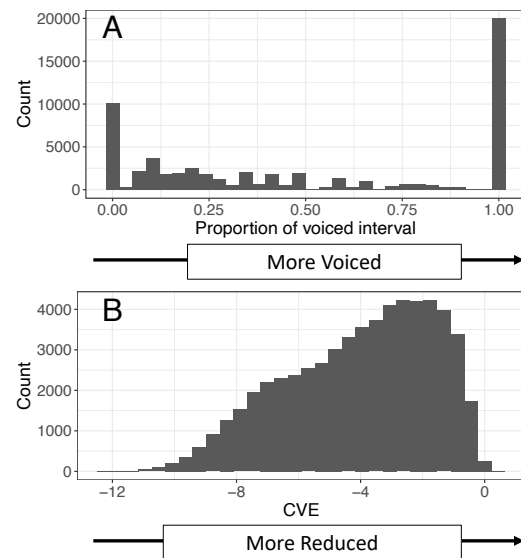 A
20000
15000
10000
5000
0
Count
0.00 0.25 0.50 0.75 1.00
Proportion of voiced interval
More Voiced
B
4000
3000
2000
1000
0
Count
−12 −8 −4 0
CVE
More Reduced